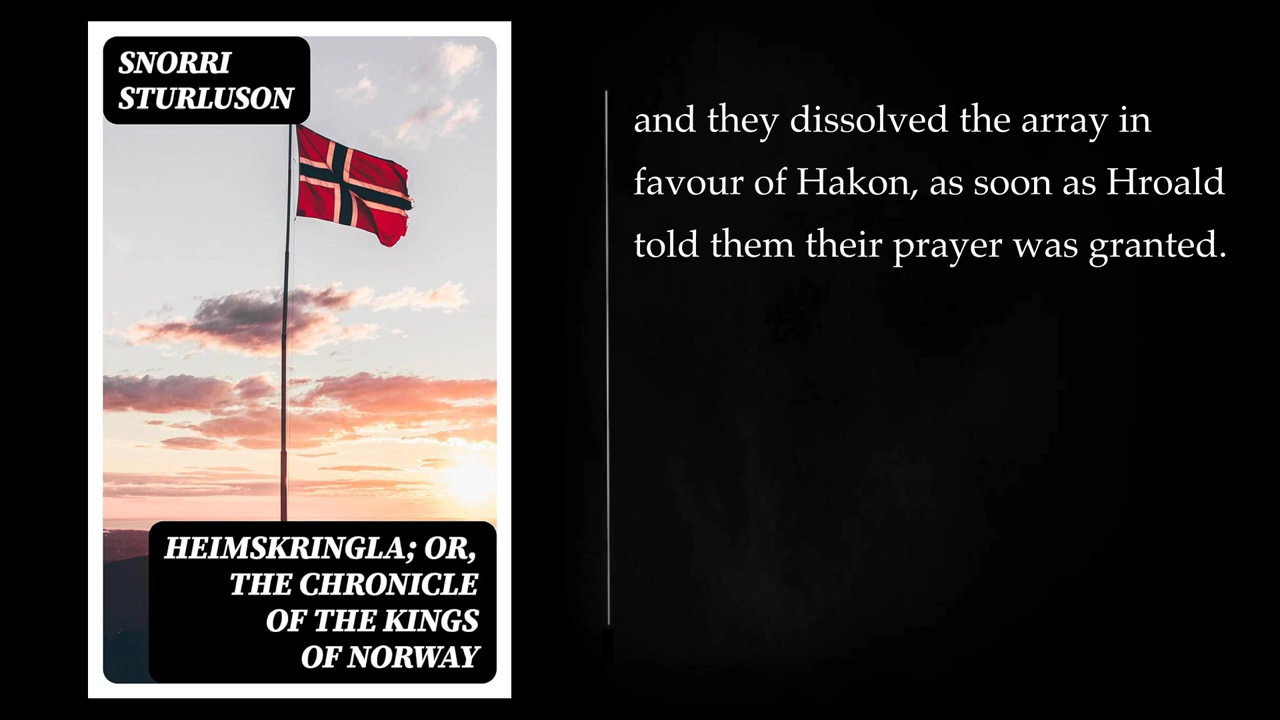 SNORRI
STURLUSON
HEIMSKRINGLA; OR,
THE CHRONICLE
OF THE KINGS
OF NORWAY
and they dissolved the array in
favour of Hakon, as soon as Hroald
told them their prayer was granted.